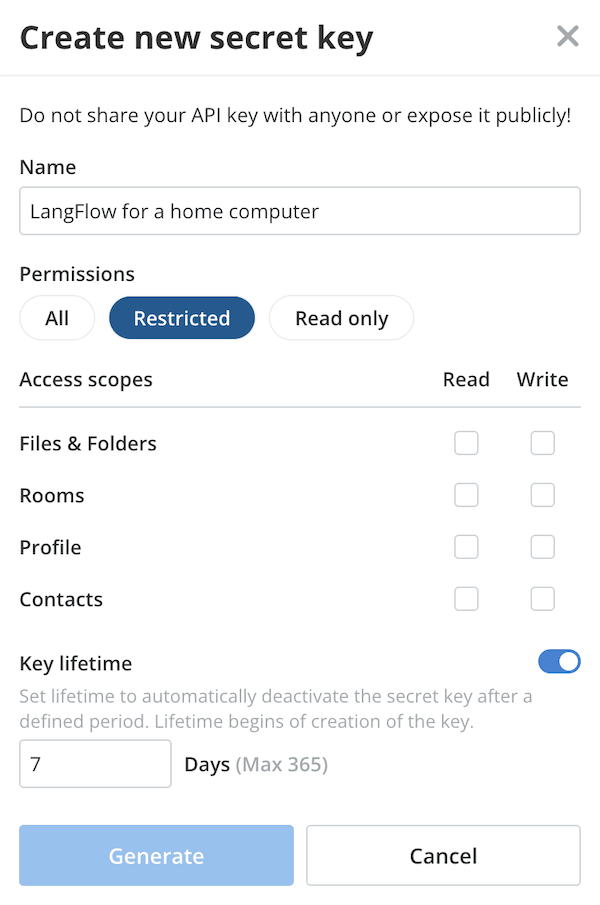 Create new secret key
Do not share your API key with anyone or expose it publicly!
Name
LangFlow for a home computer
Permissions
All Restricted Read only
Access scopes Read Write
Files & Folders
Rooms
Profile
Contacts
Key lifetime
Set lifetime to automatically deactivate the secret key after a
defined period. Lifetime begins of creation of the key.
7 Days (Max 365)
Generate Cancel